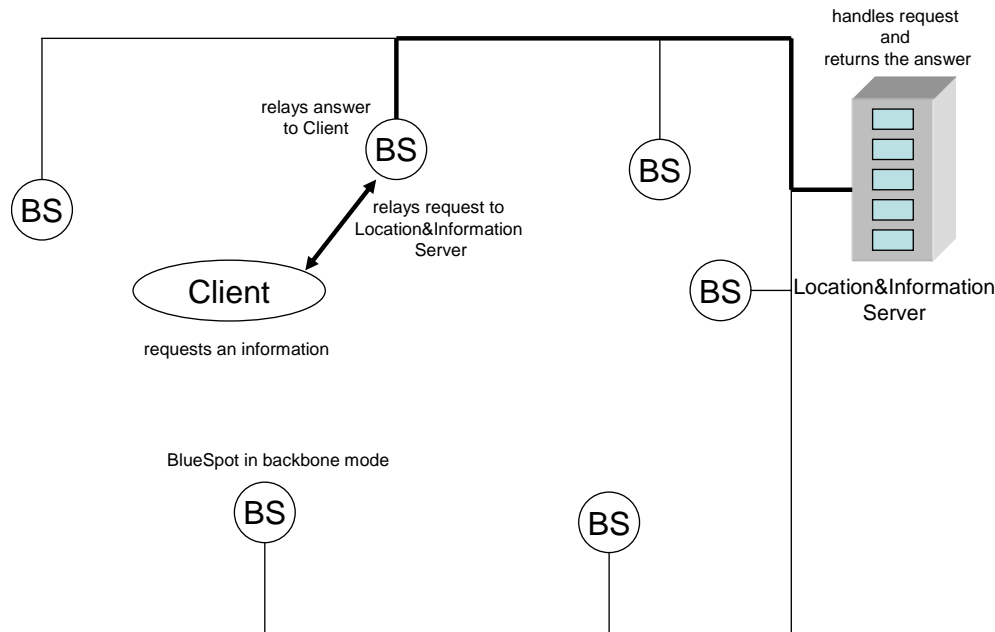 handles request
and
returns the answer
relays answer
to Client
BS
BS
BS
relays request to
Location&Information
Server
Client
BS
Location&Information
Server
requests an information
BlueSpot in backbone mode
BS
BS